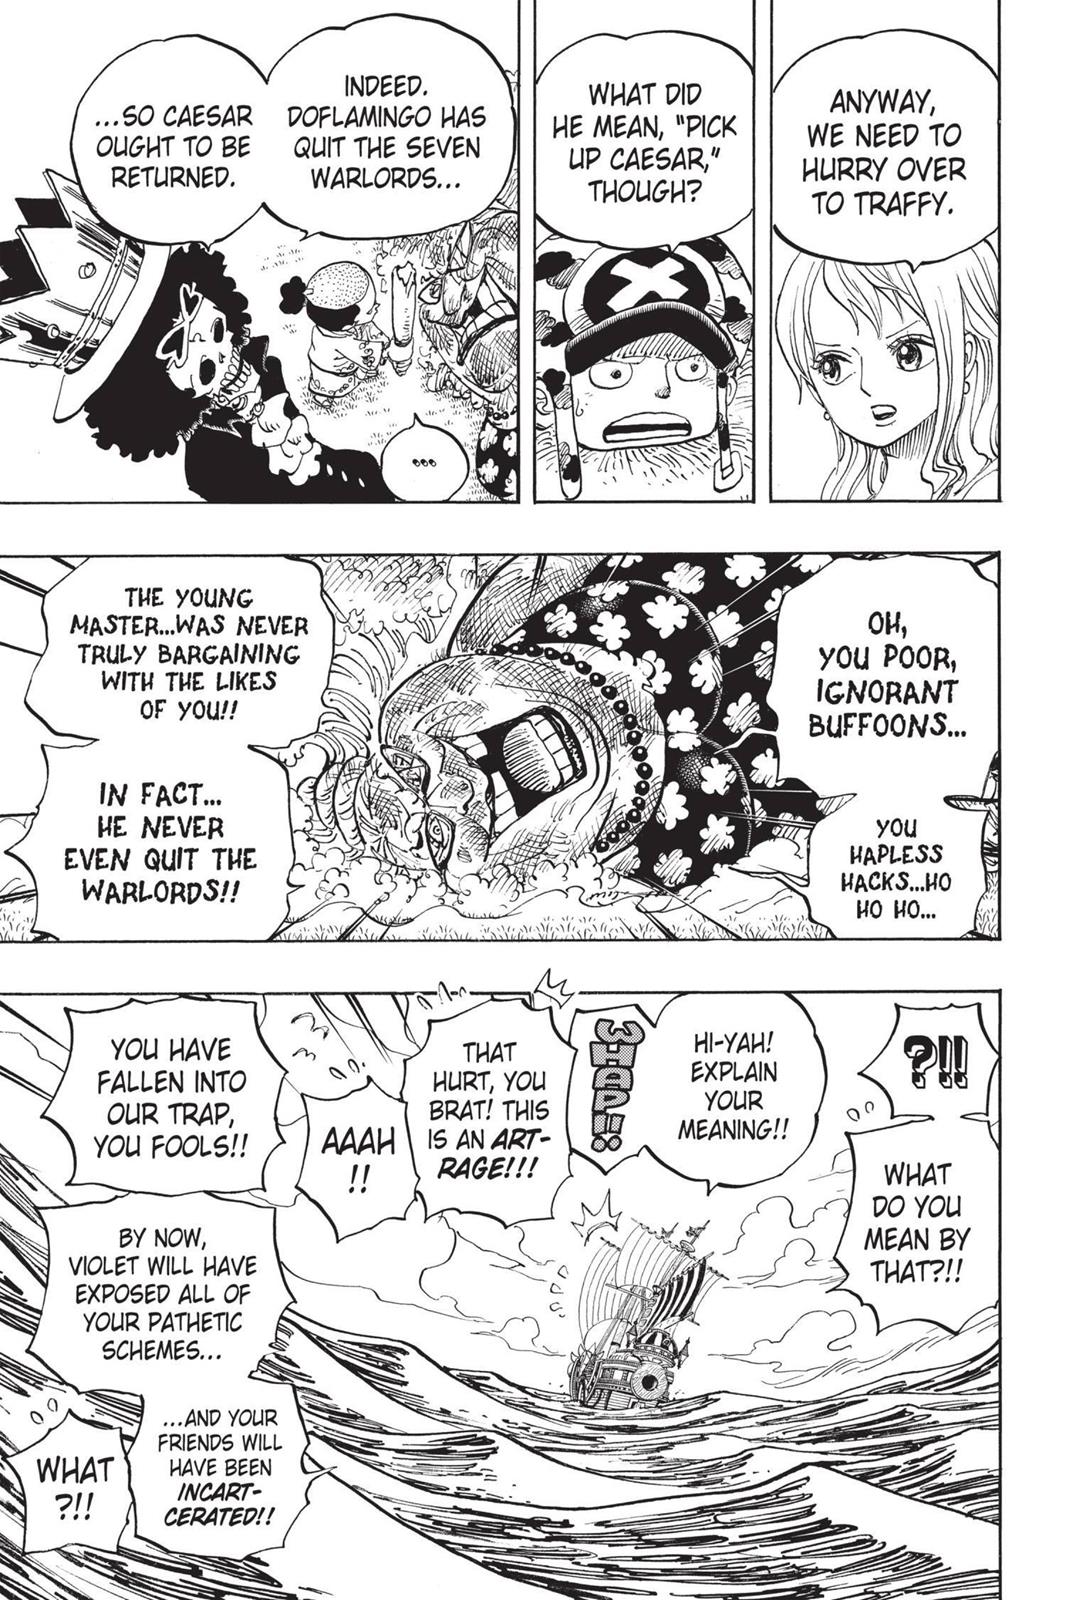 ANYWAY,
WE NEED TO
HURRY OVER
TO TRAFFY.
WHAT DID
HE MEAN, "PICK
UP CAESAR,"
THOUGH?
INDEED.
DOFLAMINGO HAS
QUIT THE SEVEN
WARLORDS...
...SO CAESAR
OUGHT TO BE
RETURNED.
...
OH,
YOU POOR,
IGNORANT
BUFFOONS...
YOU
HAPLESS
HACKS...HO
HO HO...
THE YOUNG
MASTER...WAS NEVER
TRULY BARGAINING
WITH THE LIKES
OF YOU!!
IN FACT...
HE NEVER
EVEN QUIT THE
WARLORDS!!
?!!
WHAT
DO YOU
MEAN BY
THAT?!!
HI-YAH!
EXPLAIN
YOUR
MEANING!!
WHAP!!
THAT
HURT, YOU
BRAT! THIS
IS AN ART-
RAGE!!!
AAAH
!!
YOU HAVE
FALLEN INTO
OUR TRAP,
YOU FOOLS!!
BY NOW,
VIOLET WILL HAVE
EXPOSED ALL OF
YOUR PATHETIC
SCHEMES...
...AND YOUR
FRIENDS WILL
HAVE BEEN
INCART-
CERATED!!
WHAT
?!!